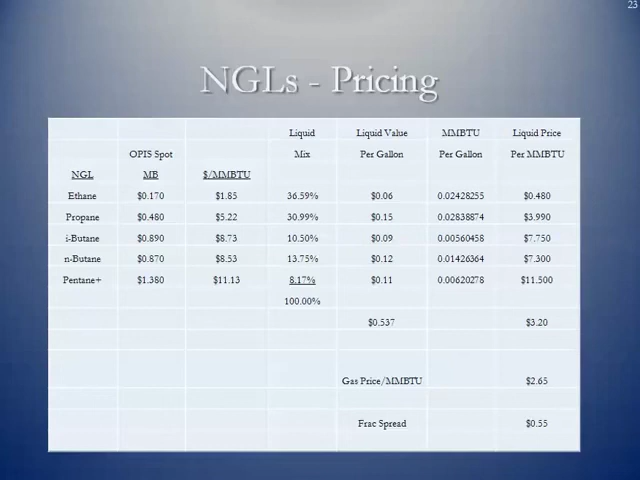 23
NGLs - Pricing
Liquid Liquid Value MMBTU Liquid Price
OPIS Spot Mix Per Gallon Per Gallon Per MMBTU
NGL MB $/MMBTU
Ethane $0.170 $1.85 36.59% $0.06 0.02428255 $0.480
Propane $0.480 $5.22 30.99% $0.15 0.02838874 $3.990
i-Butane $0.890 $8.73 10.50% $0.09 0.00560458 $7.750
n-Butane $0.870 $8.53 13.75% $0.12 0.01426364 $7.300
Pentane+ $1.380 $11.13 8.17% $0.11 0.00620278 $11.500
100.00%
$0.537 $3.20
Gas Price/MMBTU $2.65
Frac Spread $0.55